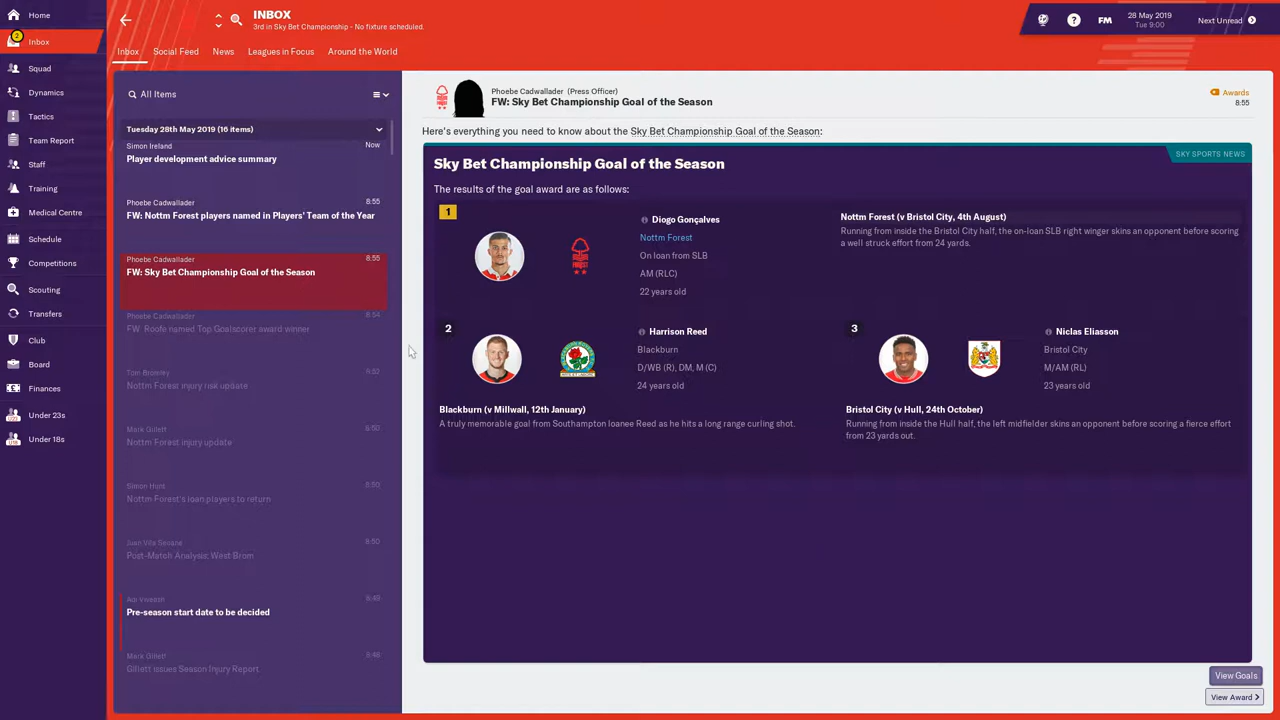 Home
2
Inbox
Squad
Dynamics
Tactics
Team Report
Staff
Training
Medical Centre
Schedule
Competitions
Scouting
Transfers
Club
Board
Finances
Under 23s
Under 18s
INBOX
3rd in Sky Bet Championship - No fixture scheduled.
?
FM
28 May 2019
Tue 9:00
Next Unread
Inbox Social Feed News Leagues in Focus Around the World
All Items
Tuesday 28th May 2019 (16 items)
Simon Ireland Now
Player development advice summary
Phoebe Cadwallader 8:55
FW: Nottm Forest players named in Players' Team of the Year
Phoebe Cadwallader 8:55
FW: Sky Bet Championship Goal of the Season
Phoebe Cadwallader 8:54
FW: Roofe named Top Goalscorer award winner
Tom Bromley
Nottm Forest injury risk update
Mark Gillett 8:50
Nottm Forest injury update
Simon Hunt 8:50
Nottm Forest's loan players to return
8:50
Post-Match Analysis: West Brom
8:49
Pre-season start date to be decided
Mark Gillett 8:48
Gillett issues Season Injury Report
Phoebe Cadwallader (Press Officer)
FW: Sky Bet Championship Goal of the Season
Awards
8:55
Here's everything you need to know about the Sky Bet Championship Goal of the Season:
SKY SPORTS NEWS
Sky Bet Championship Goal of the Season
The results of the goal award are as follows:
1
Diogo Gonçalves
Nottm Forest
On loan from SLB
AM (RLC)
22 years old
Nottm Forest (v Bristol City, 4th August)
Running from inside the Bristol City half, the on-loan SLB right winger skins an opponent before scoring
a well struck effort from 24 yards.
2
Harrison Reed
Blackburn
D/WB (R), DM, M (C)
24 years old
Blackburn (v Millwall, 12th January)
A truly memorable goal from Southampton loanee Reed as he hits a long range curling shot.
3
Niclas Eliasson
Bristol City
M/AM (RL)
23 years old
Bristol City (v Hull, 24th October)
Running from inside the Hull half, the left midfielder skins an opponent before scoring a fierce effort
from 23 yards out.
View Goals
View Award